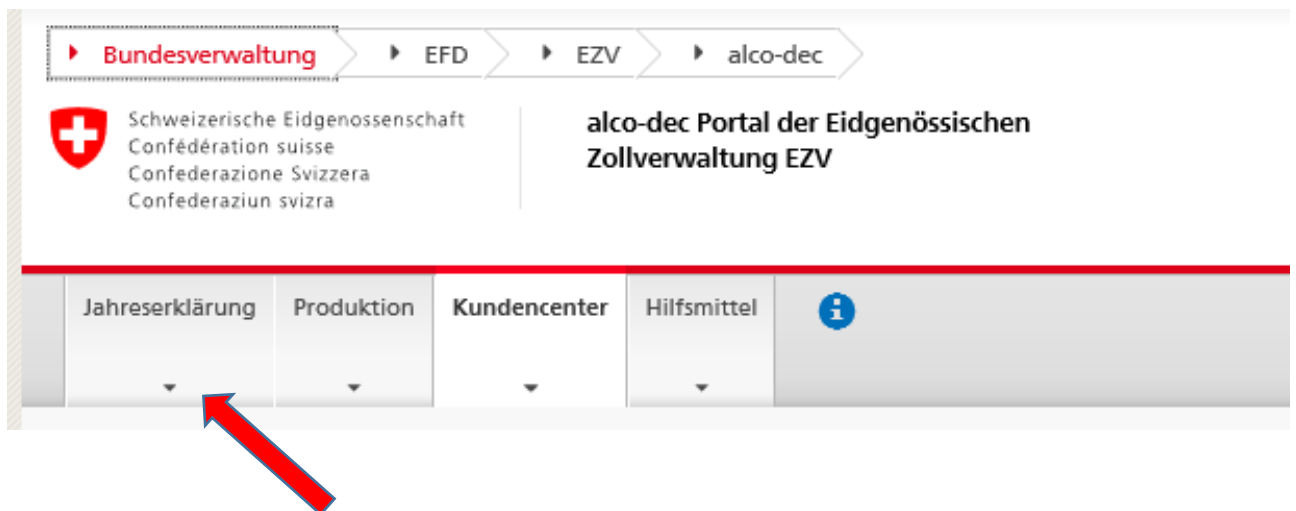 Bundesverwaltung EFD EZV alco-dec
Schweizerische Eidgenossenschaft
Confédération suisse
Confederazione Svizzera
Confederaziun svizra
alco-dec Portal der Eidgenössischen
Zollverwaltung EZV
Jahreserklärung Produktion Kundencenter Hilfsmittel